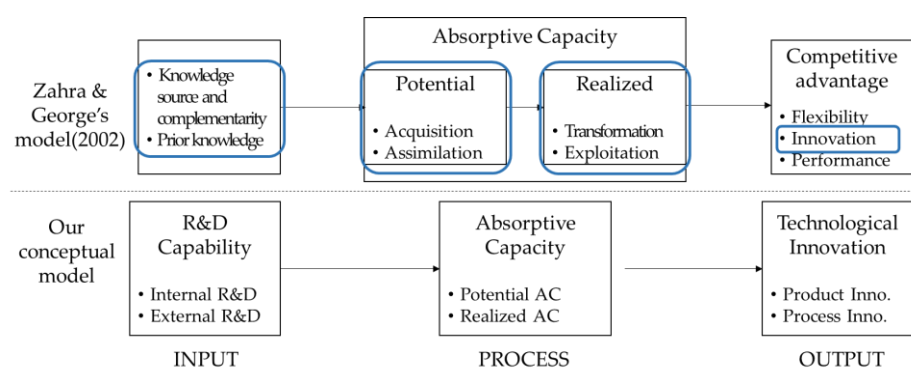 Zahra &
George's
model(2002)
• Knowledge
source and
complementarity
• Prior knowledge
Absorptive Capacity
Potential
• Acquisition
• Assimilation
Realized
• Transformation
• Exploitation
Competitive
advantage
• Flexibility
• Innovation
• Performance
Our
conceptual
model
R&D
Capability
• Internal R&D
• External R&D
Absorptive
Capacity
• Potential AC
• Realized AC
Technological
Innovation
• Product Inno.
• Process Inno.
INPUT
PROCESS
OUTPUT